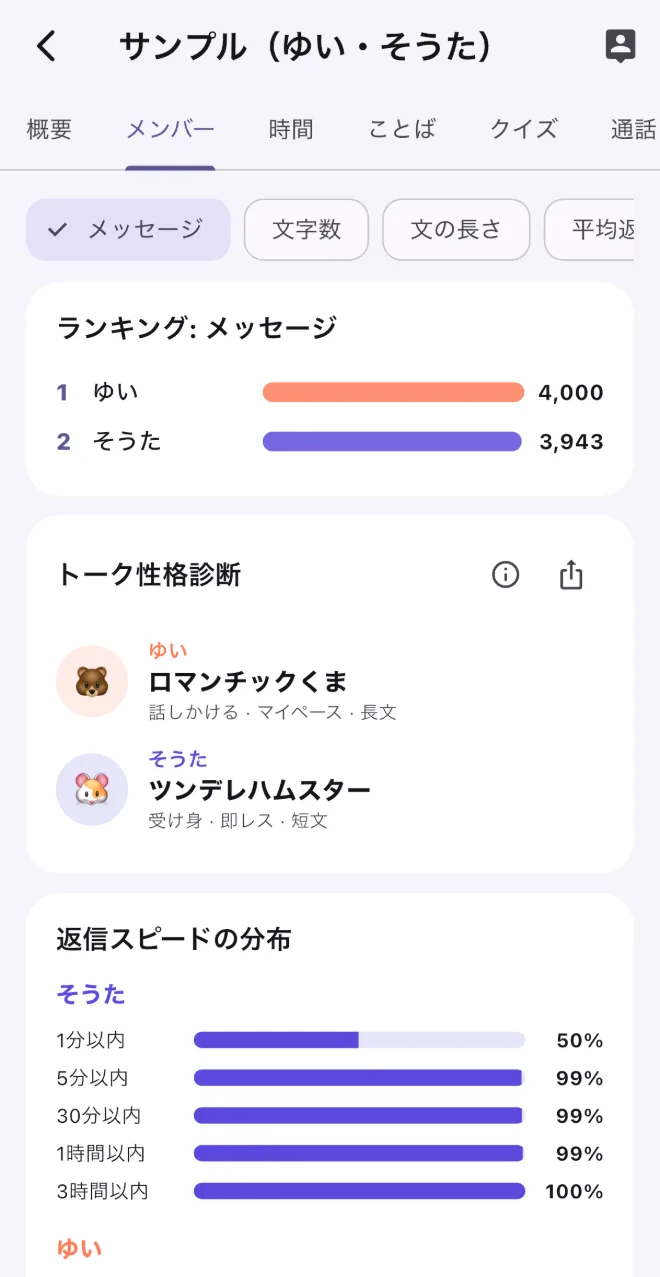 サンプル（ゆい・そうた）
概要 メンバー 時間 ことば クイズ 通話
メッセージ 文字数 文の長さ 平均返
ランキング: メッセージ
1 ゆい 4,000
2 そうた 3,943
トーク性格診断
ゆい
ロマンチックくま
話しかける · マイペース · 長文
そうた
ツンデレハムスター
受け身 · 即レス · 短文
返信スピードの分布
そうた
1分以内 50%
5分以内 99%
30分以内 99%
1時間以内 99%
3時間以内 100%
ゆい